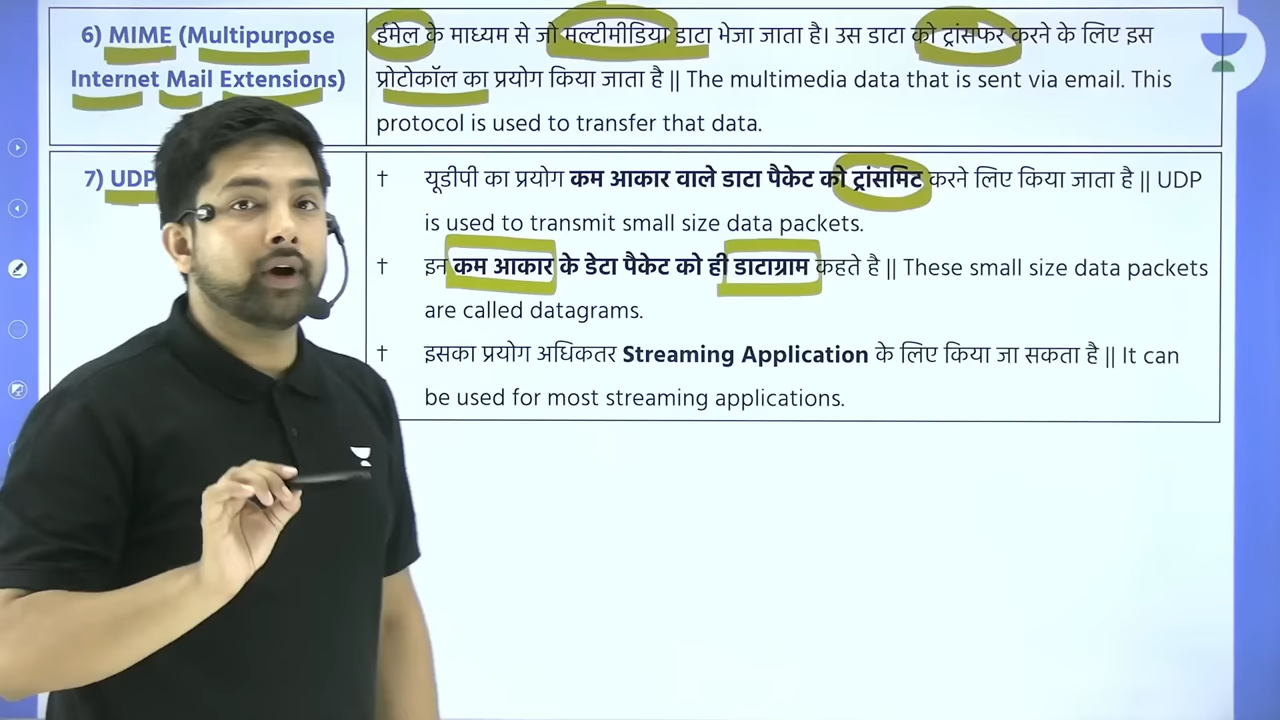 6) MIME (Multipurpose
Internet Mail Extensions)
ईमेल के माध्यम से जो मल्टीमीडिया डाटा भेजा जाता है। उस डाटा को ट्रांसफर करने के लिए इस
प्रोटोकॉल का प्रयोग किया जाता है || The multimedia data that is sent via email. This
protocol is used to transfer that data.
7) UDP
† यूडीपी का प्रयोग कम आकार वाले डाटा पैकेट को ट्रांसमिट करने लिए किया जाता है || UDP
is used to transmit small size data packets.
† इन कम आकार के डेटा पैकेट को ही डाटाग्राम कहते है || These small size data packets
are called datagrams.
† इसका प्रयोग अधिकतर Streaming Application के लिए किया जा सकता है || It can
be used for most streaming applications.